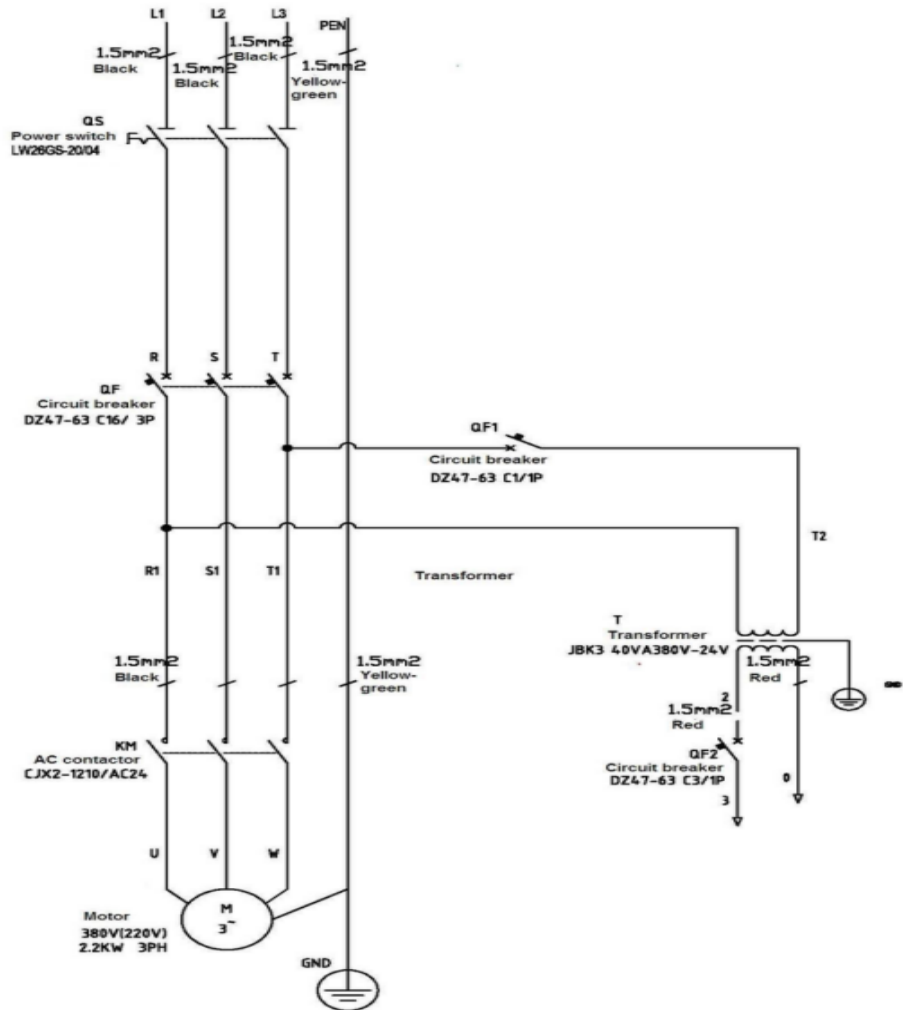 L1 L2 L3 PEN
1.5mm2
Black
1.5mm2
Black
1.5mm2
Black
1.5mm2
Yellow-
green
QS
Power switch
LW26GS-20/04
R S T
QF
Circuit breaker
DZ47-63 C16/ 3P
QF1
Circuit breaker
DZ47-63 C1/1P
T2
R1 S1 T1
Transformer
T
Transformer
JBK3 40VA380V-24V
1.5mm2
Black
1.5mm2
Yellow-
green
1.5mm2
Red
2
1.5mm2
Red
KM
AC contactor
CJX2-1210/AC24
QF2
Circuit breaker
DZ47-63 C3/1P
3
0
U V W
M
3~
Motor
380V(220V)
2.2KW 3PH
GND